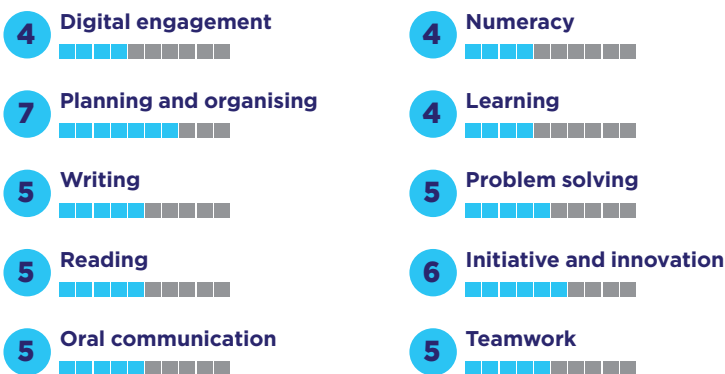 4 Digital engagement
4 Numeracy
7 Planning and organising
4 Learning
5 Writing
5 Problem solving
5 Reading
6 Initiative and innovation
5 Oral communication
5 Teamwork